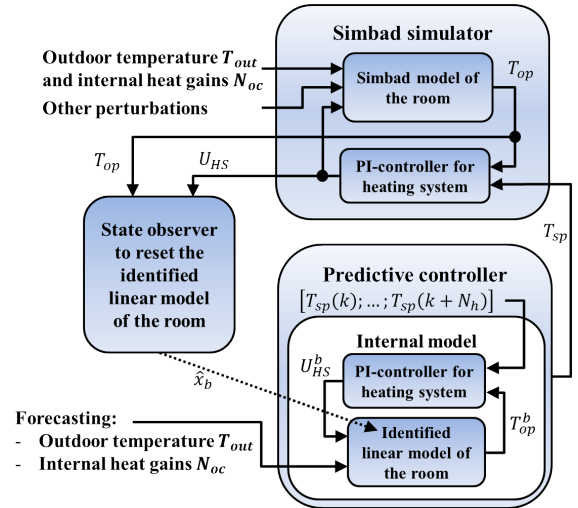 Simbad simulator
Outdoor temperature T_out
and internal heat gains N_oc
Other perturbations
Simbad model of
the room
T_op
T_op
U_HS
PI-controller for
heating system
T_sp
State observer
to reset the
identified
linear model
of the room
Predictive controller
[T_sp(k); …; T_sp(k + N_h)]
Internal model
U_HS^b
PI-controller for
heating system
x̂_b
T_op^b
Forecasting:
- Outdoor temperature T_out
- Internal heat gains N_oc
Identified
linear model of
the room